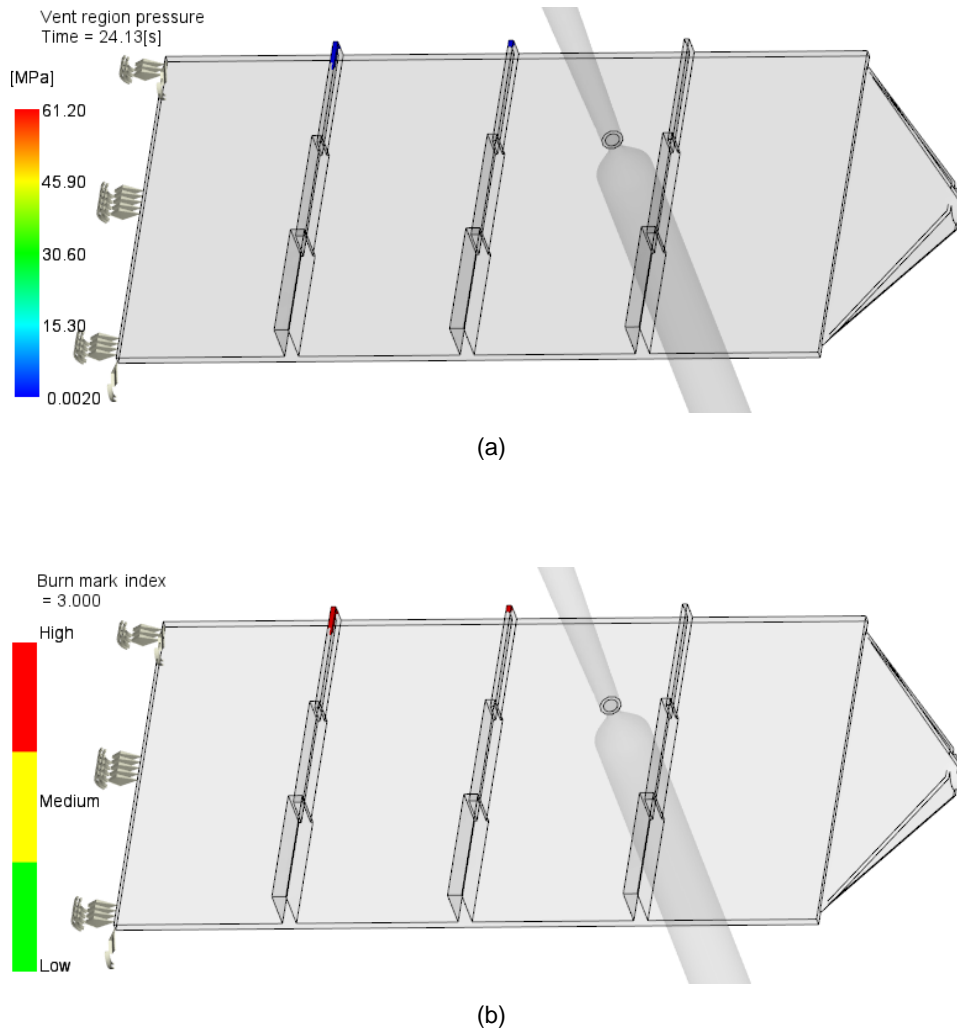 Vent region pressure
Time = 24.13[s]
[MPa]
61.20
45.90
30.60
15.30
0.0020
(a)
Burn mark index
= 3.000
High
Medium
Low
(b)